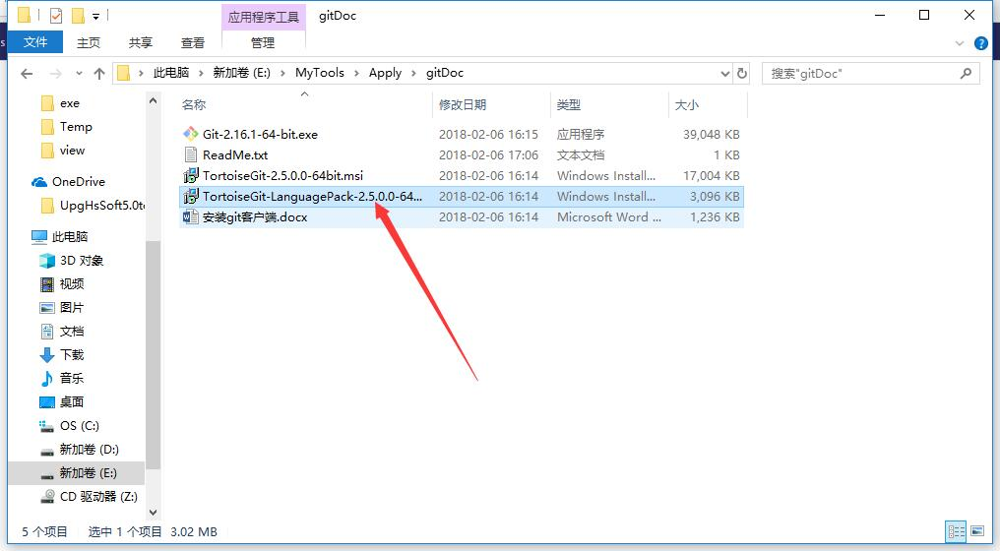 应用程序工具 gitDoc
文件 主页 共享 查看 管理
此电脑 新加卷 (E:) MyTools Apply gitDoc 搜索"gitDoc"
exe
Temp
view
OneDrive
UpgHsSoft5.0t
此电脑
3D 对象
视频
图片
文档
下载
音乐
桌面
OS (C:)
新加卷 (D:)
新加卷 (E:)
CD 驱动器 (Z:)
名称 修改日期 类型 大小
Git-2.16.1-64-bit.exe 2018-02-06 16:15 应用程序 39,048 KB
ReadMe.txt 2018-02-06 17:06 文本文档 1 KB
TortoiseGit-2.5.0.0-64bit.msi 2018-02-06 16:14 Windows Install... 17,004 KB
TortoiseGit-LanguagePack-2.5.0.0-64... 2018-02-06 16:14 Windows Install... 3,096 KB
安装git客户端.docx 2018-02-06 16:14 Microsoft Word ... 1,236 KB
5 个项目 选中 1 个项目 3.02 MB